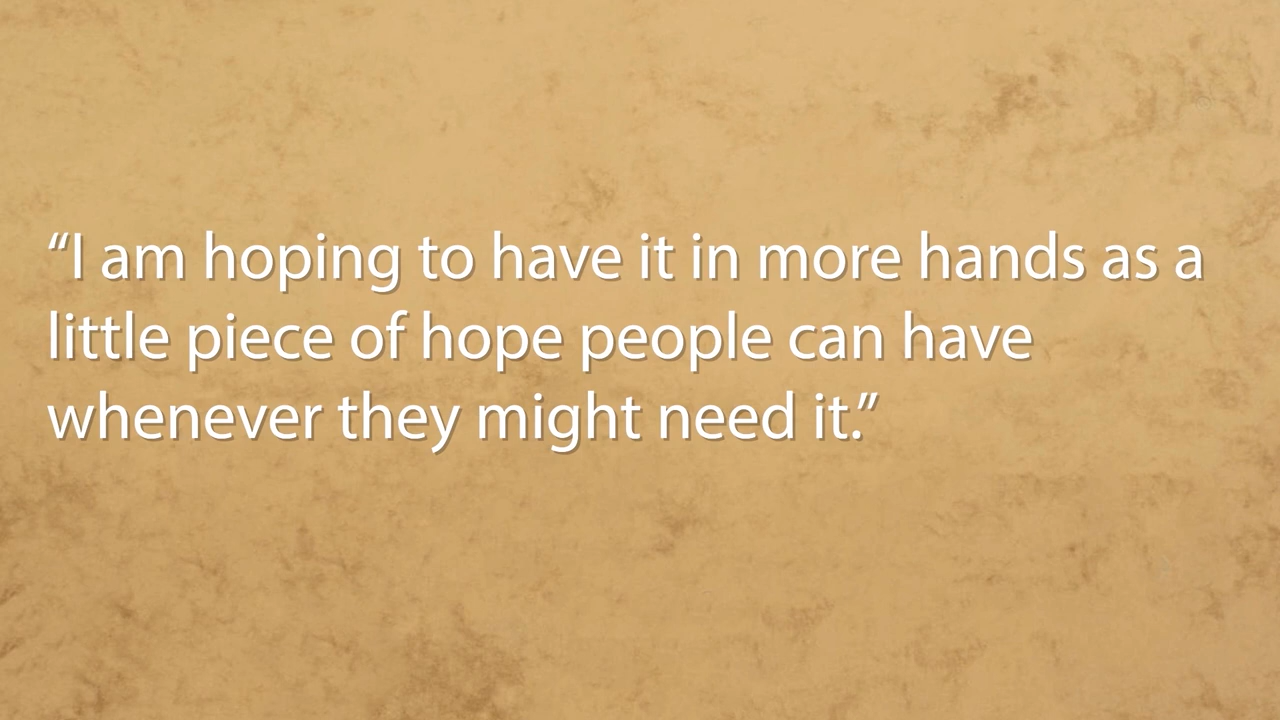 “I am hoping to have it in more hands as a
little piece of hope people can have
whenever they might need it.”